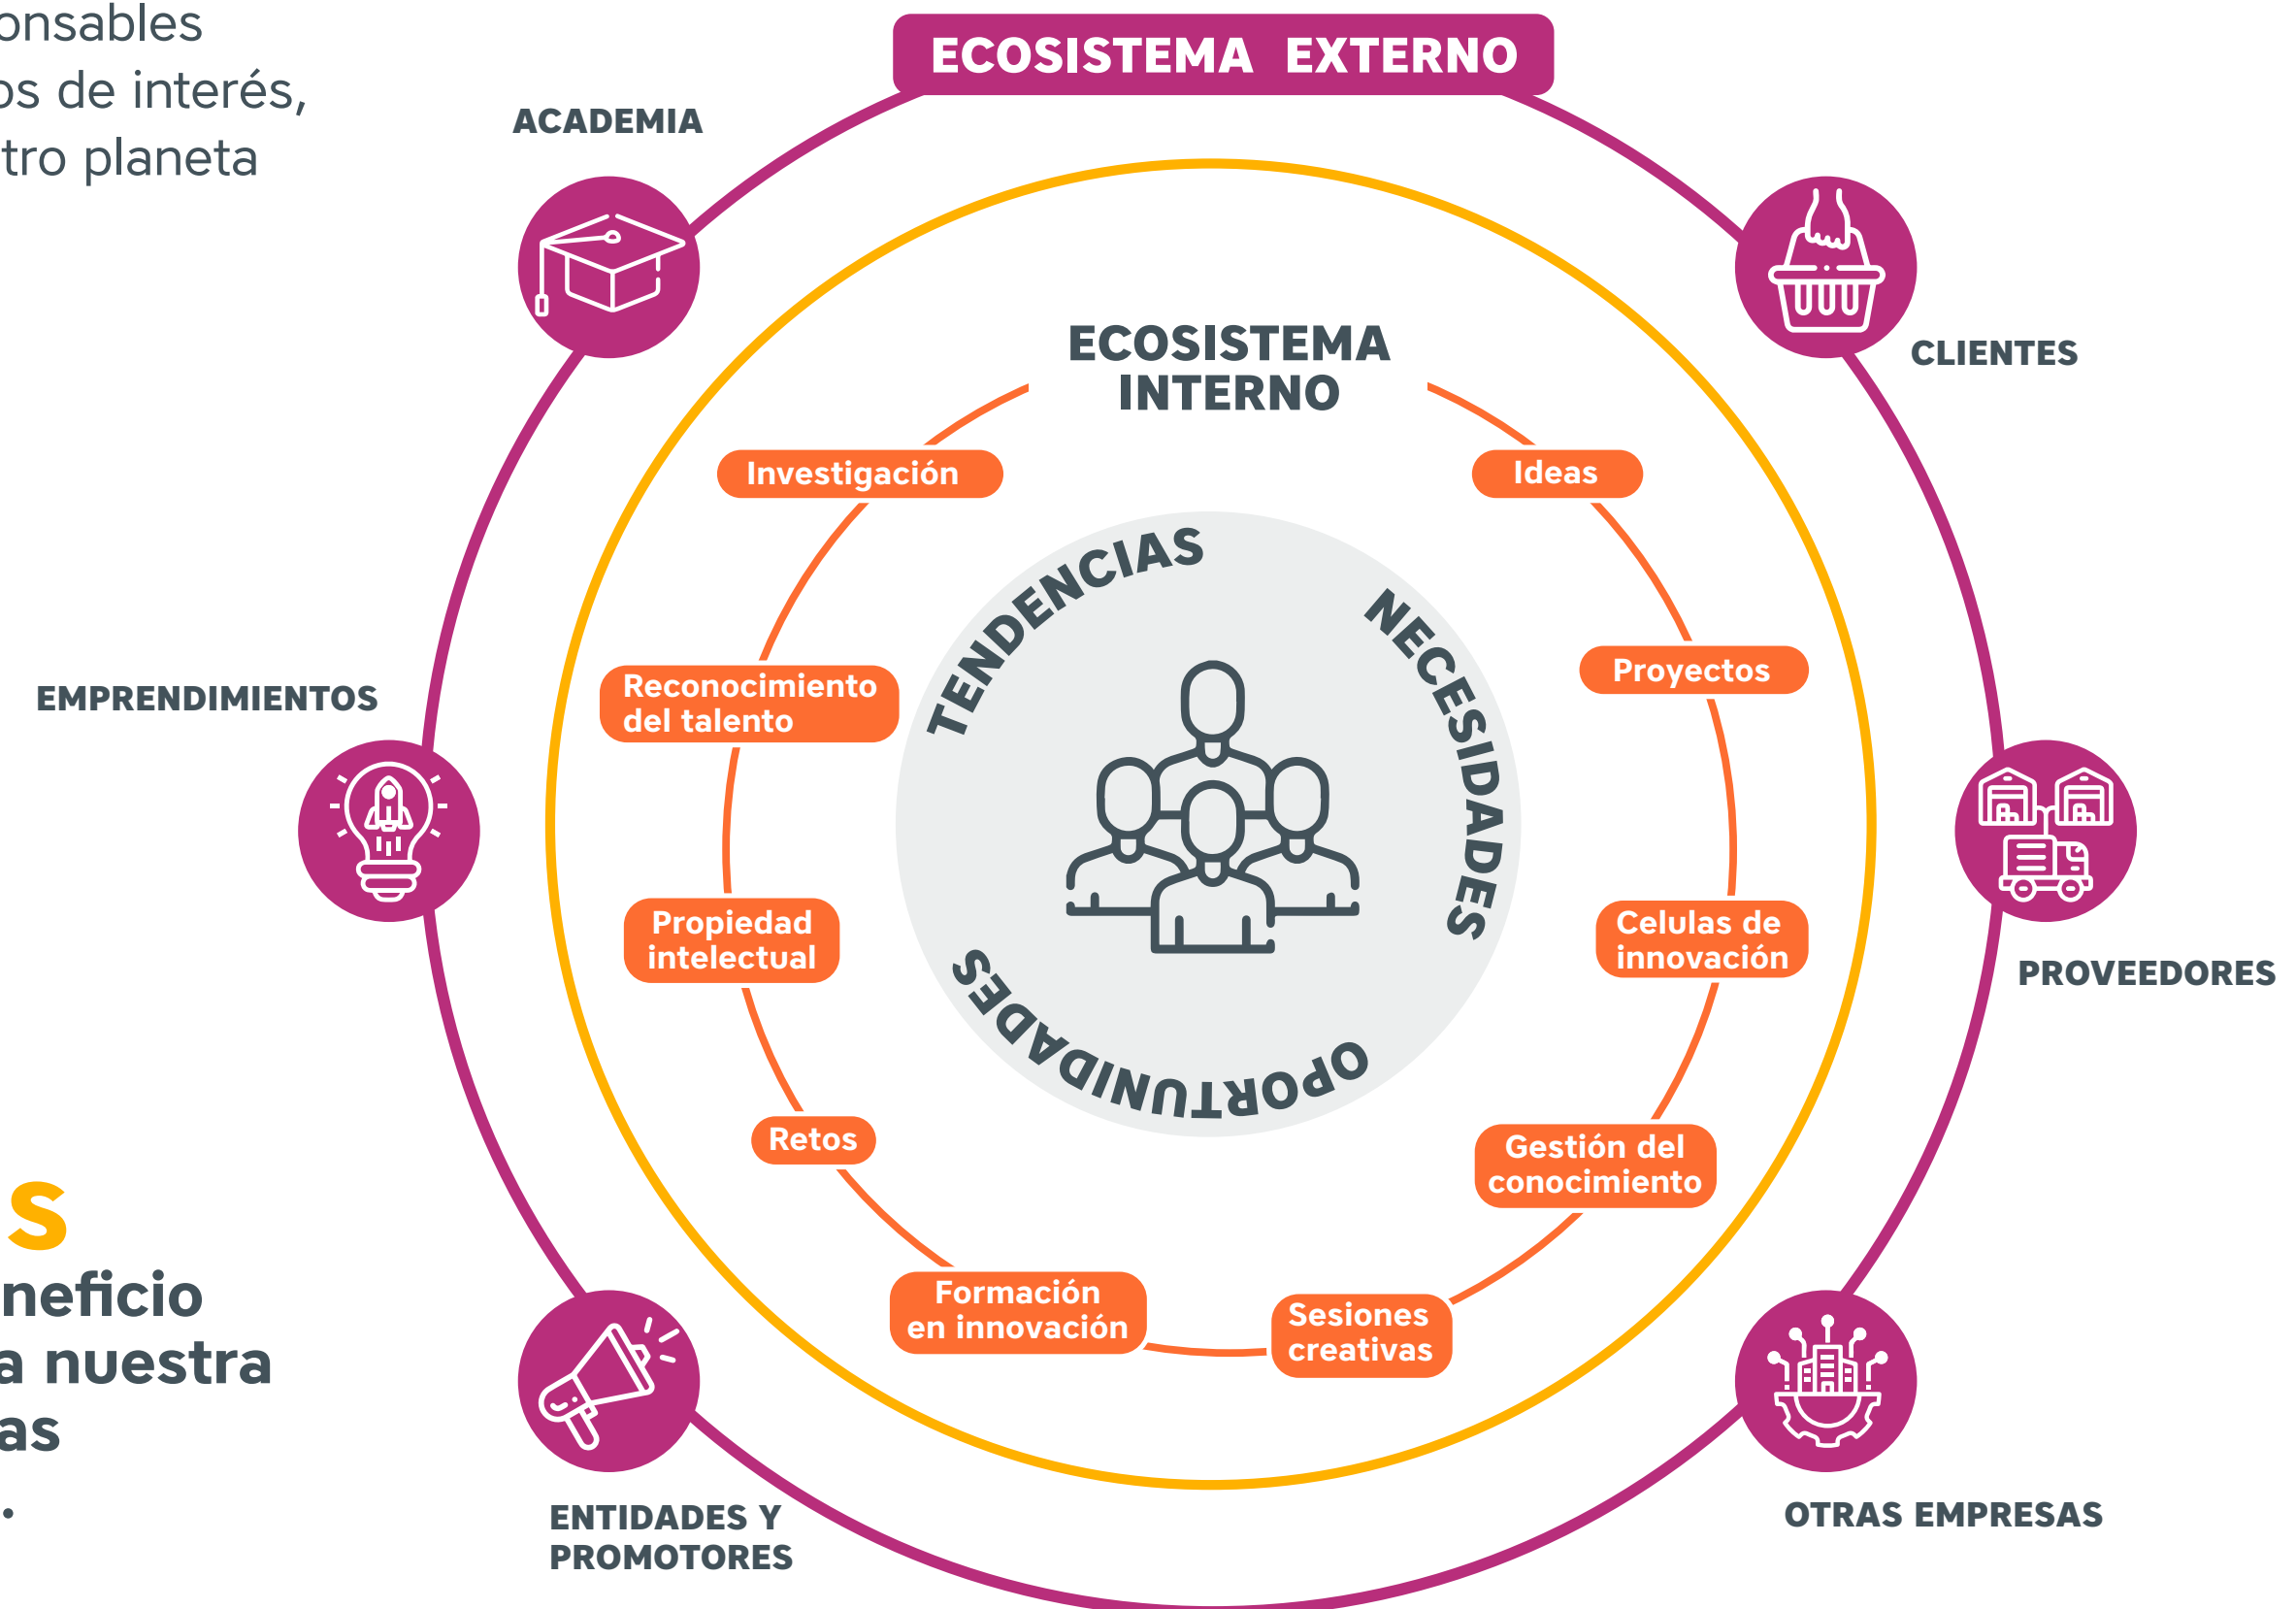 onsables
os de interés,
tro planeta
ECOSISTEMA EXTERNO
ACADEMIA
CLIENTES
ECOSISTEMA
INTERNO
Investigación
Ideas
TENDENCIAS
NECESIDADES
OPORTUNIDADES
Reconocimiento
del talento
Proyectos
EMPRENDIMIENTOS
Propiedad
intelectual
Celulas de
innovación
PROVEEDORES
Retos
Gestión del
conocimiento
Formación
en innovación
Sesiones
creativas
s
neficio
a nuestra
as
.
ENTIDADES Y
PROMOTORES
OTRAS EMPRESAS